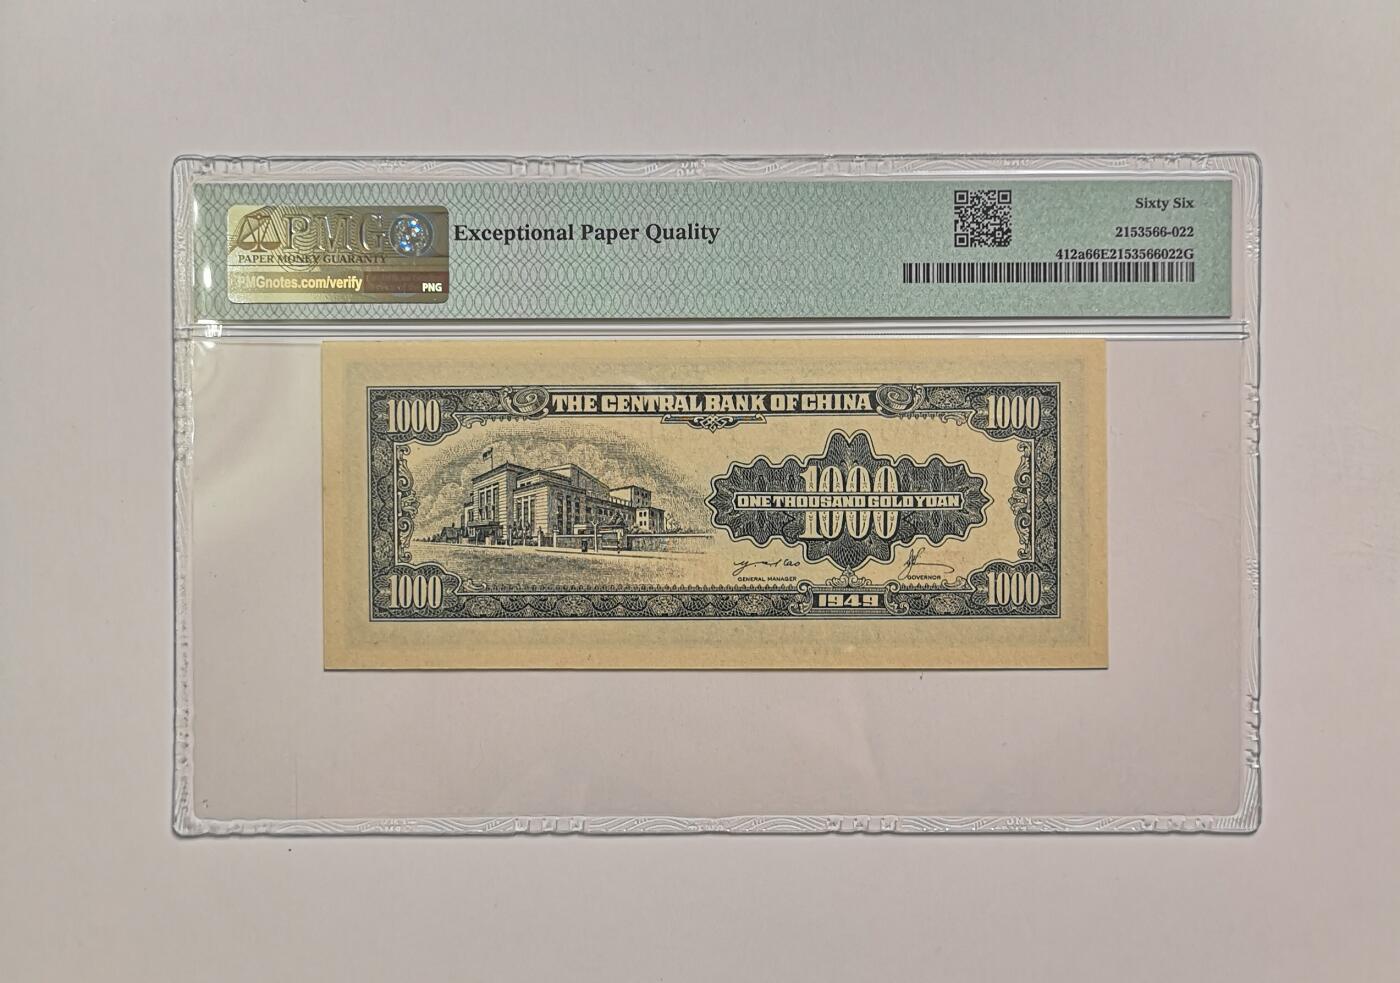 PMG
PAPER MONEY GUARANTY
PMGnotes.com/verify
PNG
Exceptional Paper Quality
Sixty Six
2153566-022
412a66E2153566022G
1000
THE CENTRAL BANK OF CHINA
1000
1000
ONE THOUSAND GOLD YUAN
GENERAL MANAGER
GOVERNOR
1000
1949
1000